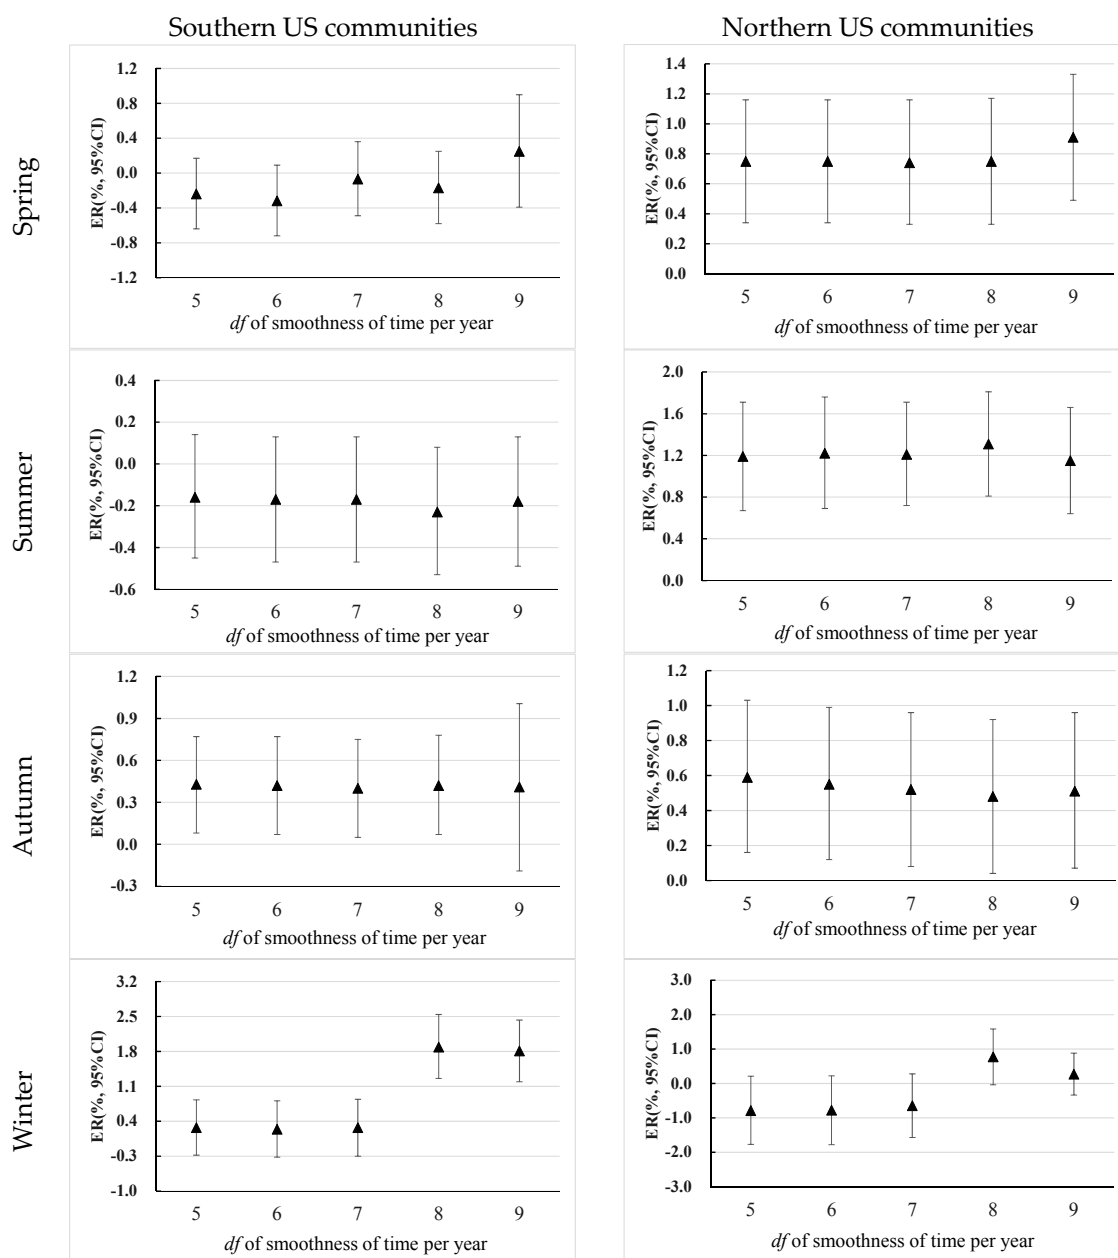 Southern US communities
Northern US communities
Spring
ER(%, 95%CI)
1.2
0.8
0.4
0.0
-0.4
-0.8
-1.2
5 6 7 8 9
df of smoothness of time per year
ER(%, 95%CI)
1.4
1.2
1.0
0.8
0.6
0.4
0.2
0.0
5 6 7 8 9
df of smoothness of time per year
Summer
ER(%, 95%CI)
0.4
0.2
0.0
-0.2
-0.4
-0.6
5 6 7 8 9
df of smoothness of time per year
ER(%, 95%CI)
2.0
1.6
1.2
0.8
0.4
0.0
5 6 7 8 9
df of smoothness of time per year
Autumn
ER(%, 95%CI)
1.2
0.9
0.6
0.3
0.0
-0.3
5 6 7 8 9
df of smoothness of time per year
ER(%, 95%CI)
1.2
1.0
0.8
0.6
0.4
0.2
0.0
5 6 7 8 9
df of smoothness of time per year
Winter
ER(%, 95%CI)
3.2
2.5
1.8
1.1
0.4
-0.3
-1.0
5 6 7 8 9
df of smoothness of time per year
ER(%, 95%CI)
3.0
2.0
1.0
0.0
-1.0
-2.0
-3.0
5 6 7 8 9
df of smoothness of time per year